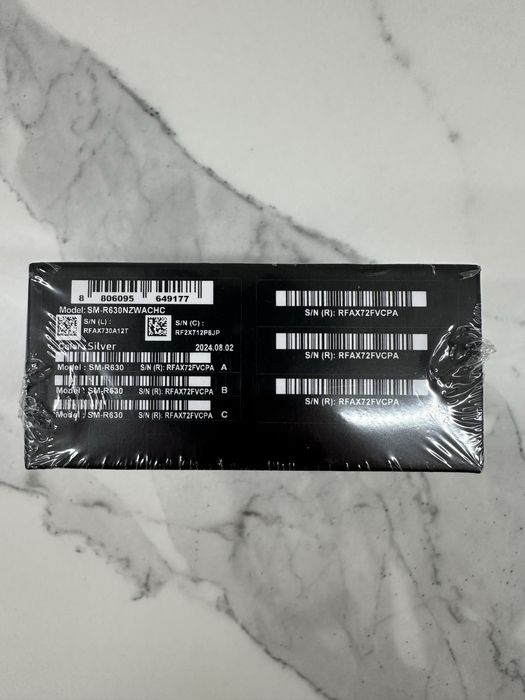 8 806095 649177
Model: SM-R630NZWACHC
S/N (L) :
RFAX730A12T
S/N (C) :
RF2X712P8JP
Color : Silver
2024.08.02
Model : SM-R630 S/N (R): RFAX72FVCPA A
Model : SM-R630 S/N (R): RFAX72FVCPA B
Model : SM-R630 S/N (R): RFAX72FVCPA C
S/N (R): RFAX72FVCPA
S/N (R): RFAX72FVCPA
S/N (R): RFAX72FVCPA